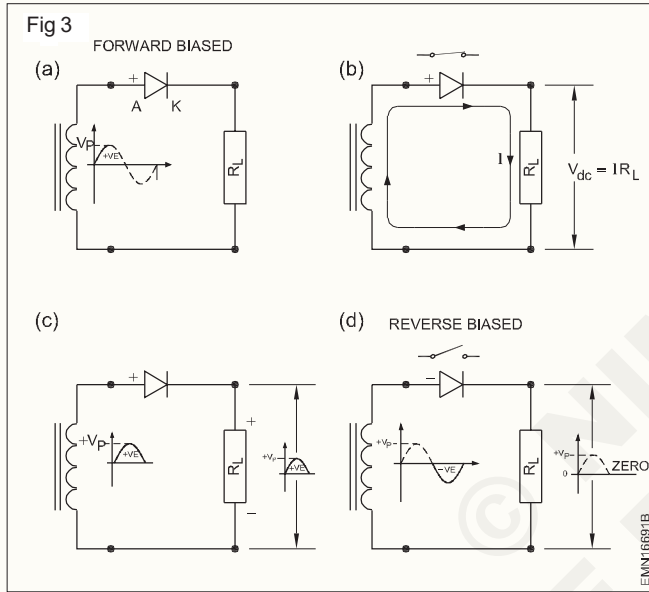 Fig 3
FORWARD BIASED
(a)
+
A K
VP
+VE
RL
(b)
+
I
RL
Vdc = IRL
(c)
+
+VP
+VE
+
RL
–
+VP
+VE
(d)
REVERSE BIASED
–
+VP
–VE
RL
+VP
0
ZERO
EMN16691B